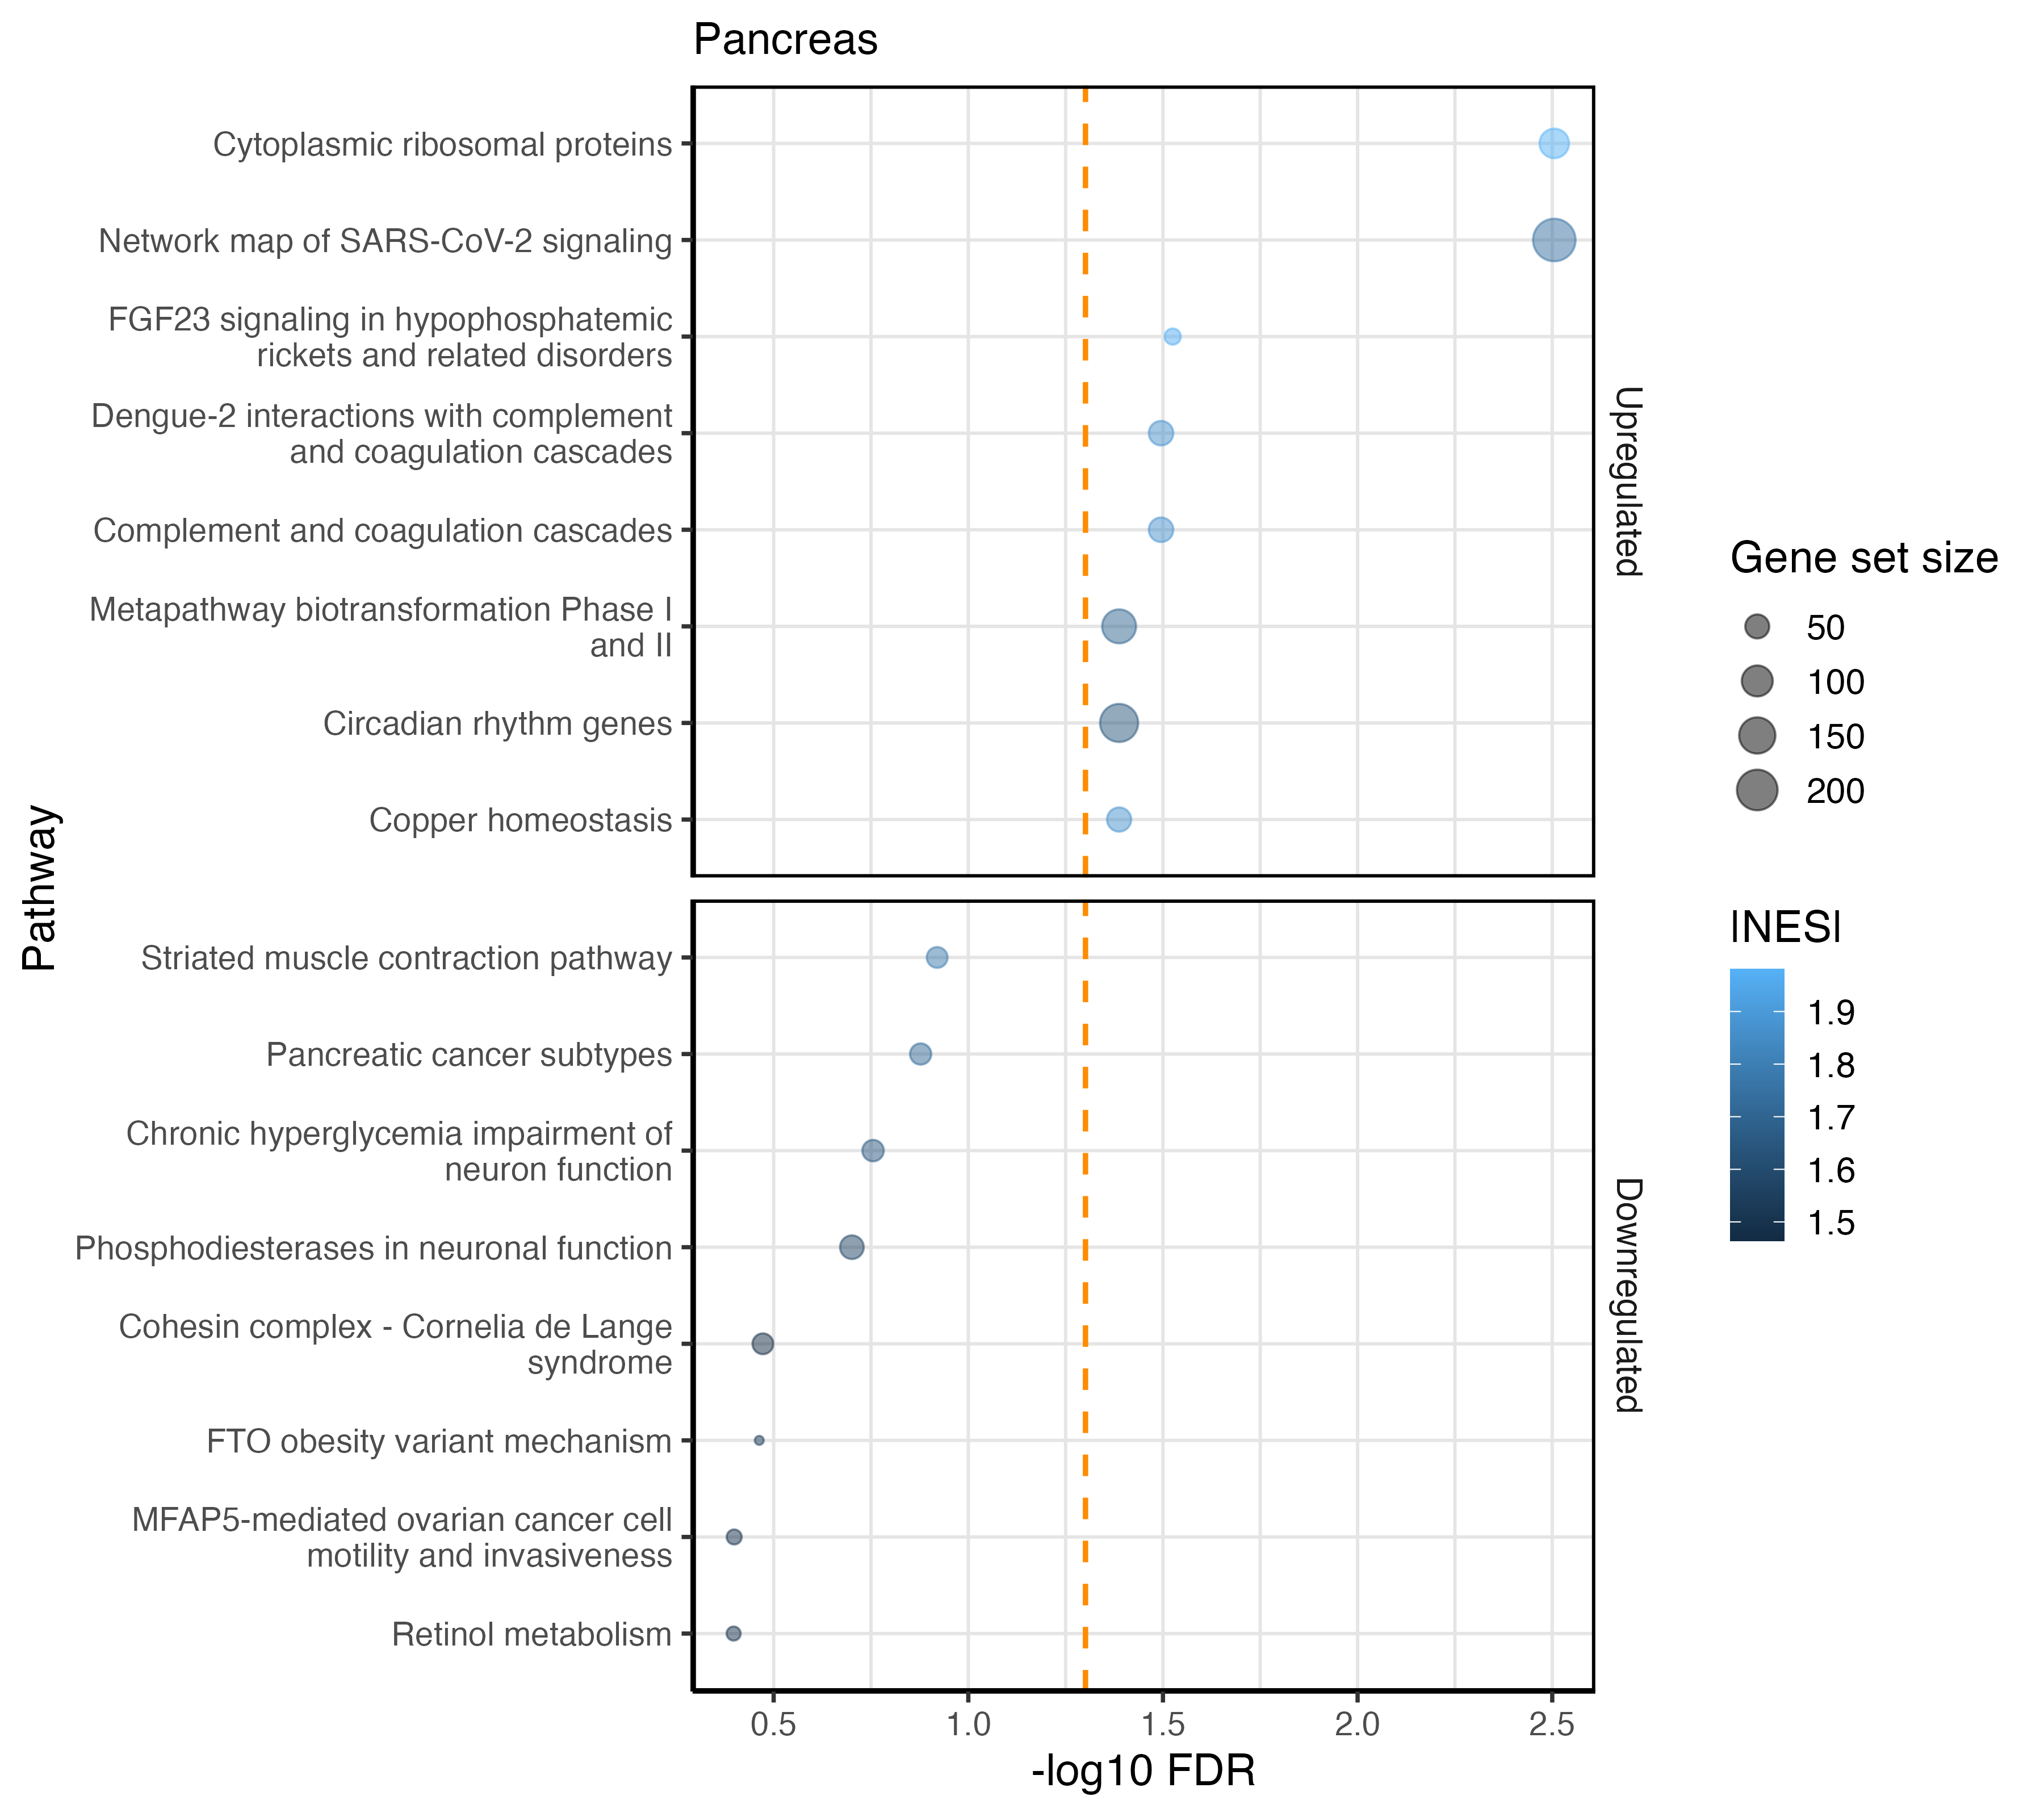 Pancreas
Pathway
Cytoplasmic ribosomal proteins
Network map of SARS-CoV-2 signaling
FGF23 signaling in hypophosphatemic
rickets and related disorders
Dengue-2 interactions with complement
and coagulation cascades
Complement and coagulation cascades
Metapathway biotransformation Phase I
and II
Circadian rhythm genes
Copper homeostasis
Upregulated
Striated muscle contraction pathway
Pancreatic cancer subtypes
Chronic hyperglycemia impairment of
neuron function
Phosphodiesterases in neuronal function
Cohesin complex - Cornelia de Lange
syndrome
FTO obesity variant mechanism
MFAP5-mediated ovarian cancer cell
motility and invasiveness
Retinol metabolism
Downregulated
0.5 1.0 1.5 2.0 2.5
-log10 FDR
Gene set size
50
100
150
200
|NES|
1.9
1.8
1.7
1.6
1.5